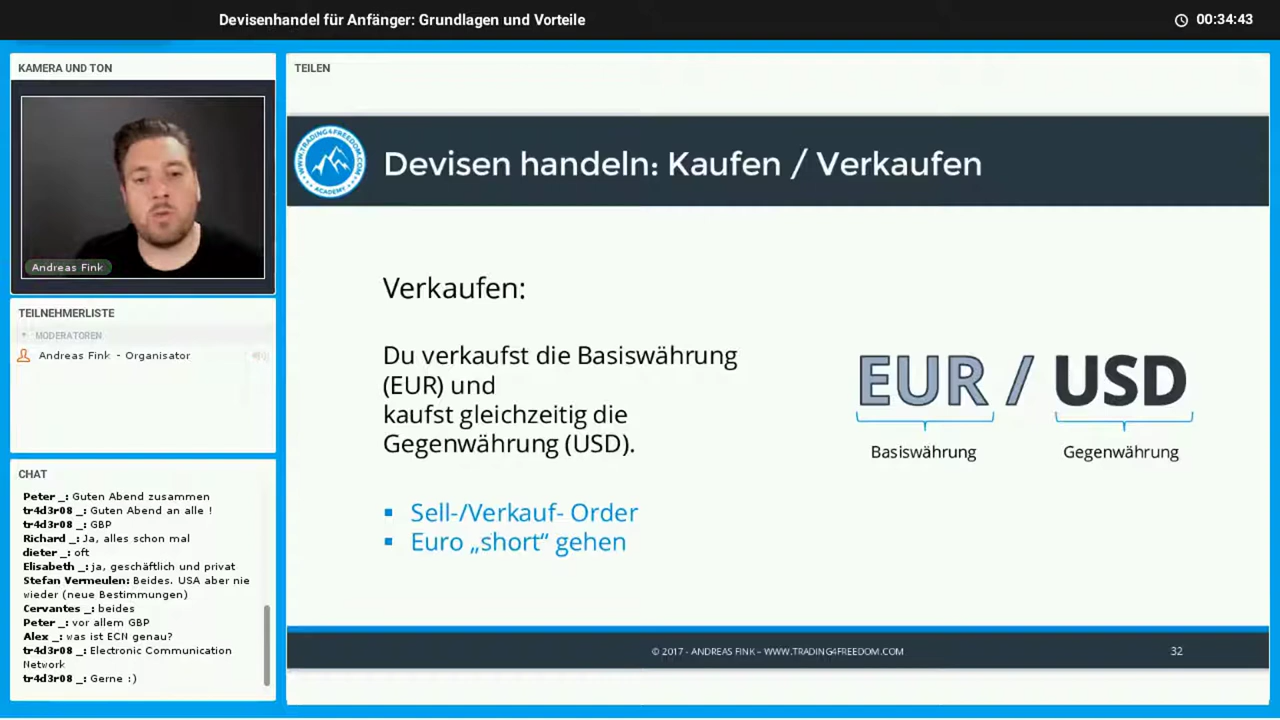 Devisenhandel für Anfänger: Grundlagen und Vorteile
00:34:43
KAMERA UND TON
Andreas Fink
TEILNEHMERLISTE
MODERATOREN
Andreas Fink - Organisator
CHAT
Peter _: Guten Abend zusammen
tr4d3r08 _: Guten Abend an alle !
tr4d3r08 _: GBP
Richard _: Ja, alles schon mal
dieter _: oft
Elisabeth _: ja, geschäftlich und privat
Stefan Vermeulen: Beides. USA aber nie
wieder (neue Bestimmungen)
Cervantes _: beides
Peter _: vor allem GBP
Alex _: was ist ECN genau?
tr4d3r08 _: Electronic Communication
Network
tr4d3r08 _: Gerne :)
TEILEN
WWW.TRADING4FREEDOM.COM
ACADEMY
Devisen handeln: Kaufen / Verkaufen
Verkaufen:
Du verkaufst die Basiswährung
(EUR) und
kaufst gleichzeitig die
Gegenwährung (USD).
▪ Sell-/Verkauf- Order
▪ Euro „short“ gehen
EUR / USD
Basiswährung
Gegenwährung
© 2017 - ANDREAS FINK – WWW.TRADING4FREEDOM.COM
32